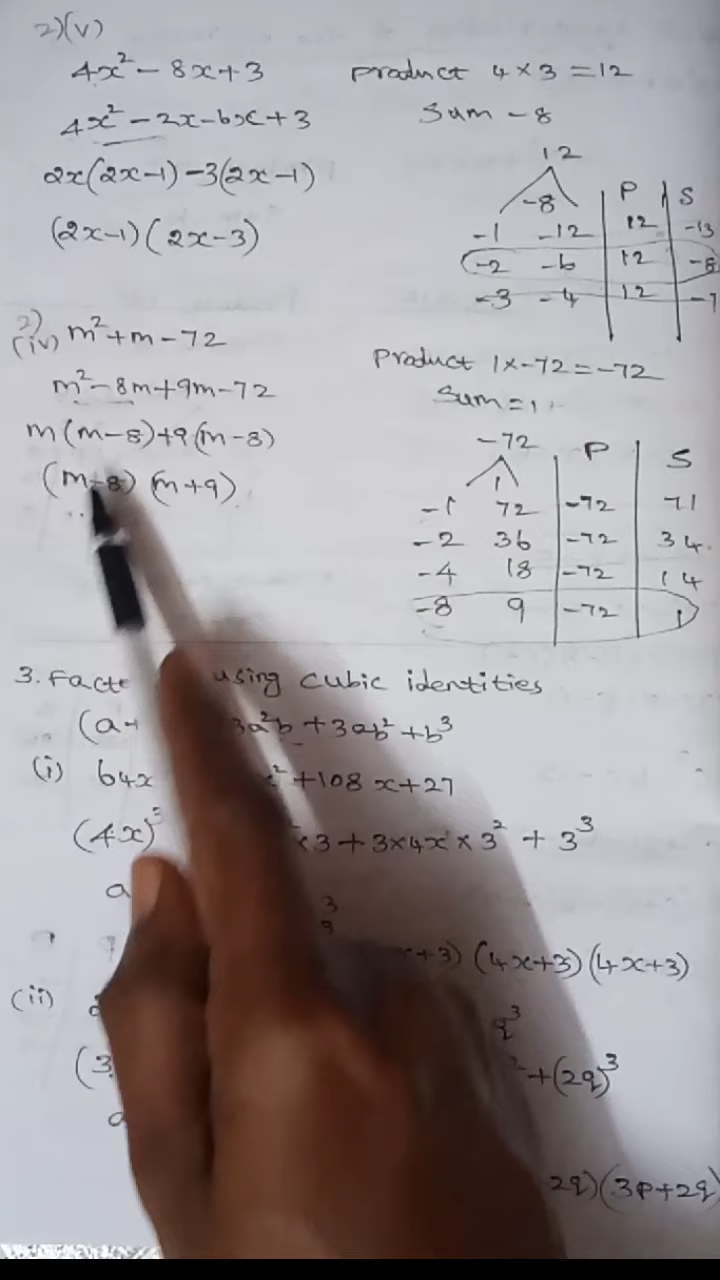 2)(v)
4x² - 8x + 3
4x² - 2x - 6x + 3
2x(2x-1) - 3(2x-1)
(2x-1)(2x-3)
product 4 × 3 = 12
Sum - 8
12
-8
P S
-1 -12 12 -13
-2 -6 12 -8
-3 -4 12 -7
2)
(iv) m² + m - 72
m² - 8m + 9m - 72
m(m-8) + 9(m-8)
(m-8) (m+9)
Product 1 × -72 = -72
Sum = 1
-72 P S
1
-1 72 -72 71
-2 36 -72 34
-4 18 -72 14
-8 9 -72 1
3. using cubic identities
(a+ 3a²b + 3ab² + b³
(i) 64x + 108x + 27
(4x)³ × 3 + 3×4x × 3² + 3³
a
3
3
x+3) (4x+3)(4x+3)
(ii) q³
(3 + (2q)³
a
2q)(3p+2q)